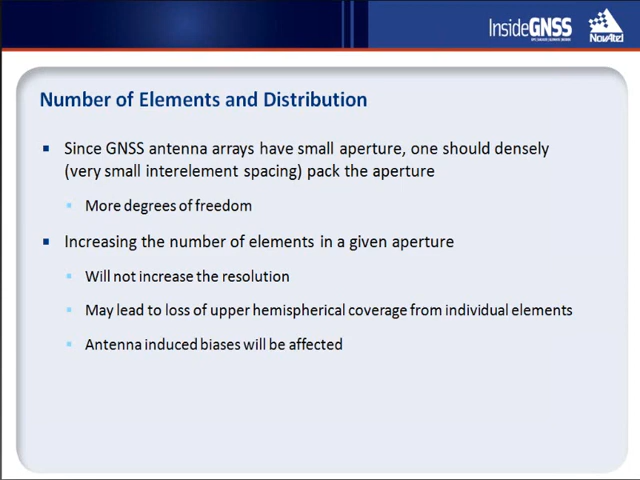 InsideGNSS
NovAtel
Number of Elements and Distribution
Since GNSS antenna arrays have small aperture, one should densely
(very small interelement spacing) pack the aperture
More degrees of freedom
Increasing the number of elements in a given aperture
Will not increase the resolution
May lead to loss of upper hemispherical coverage from individual elements
Antenna induced biases will be affected